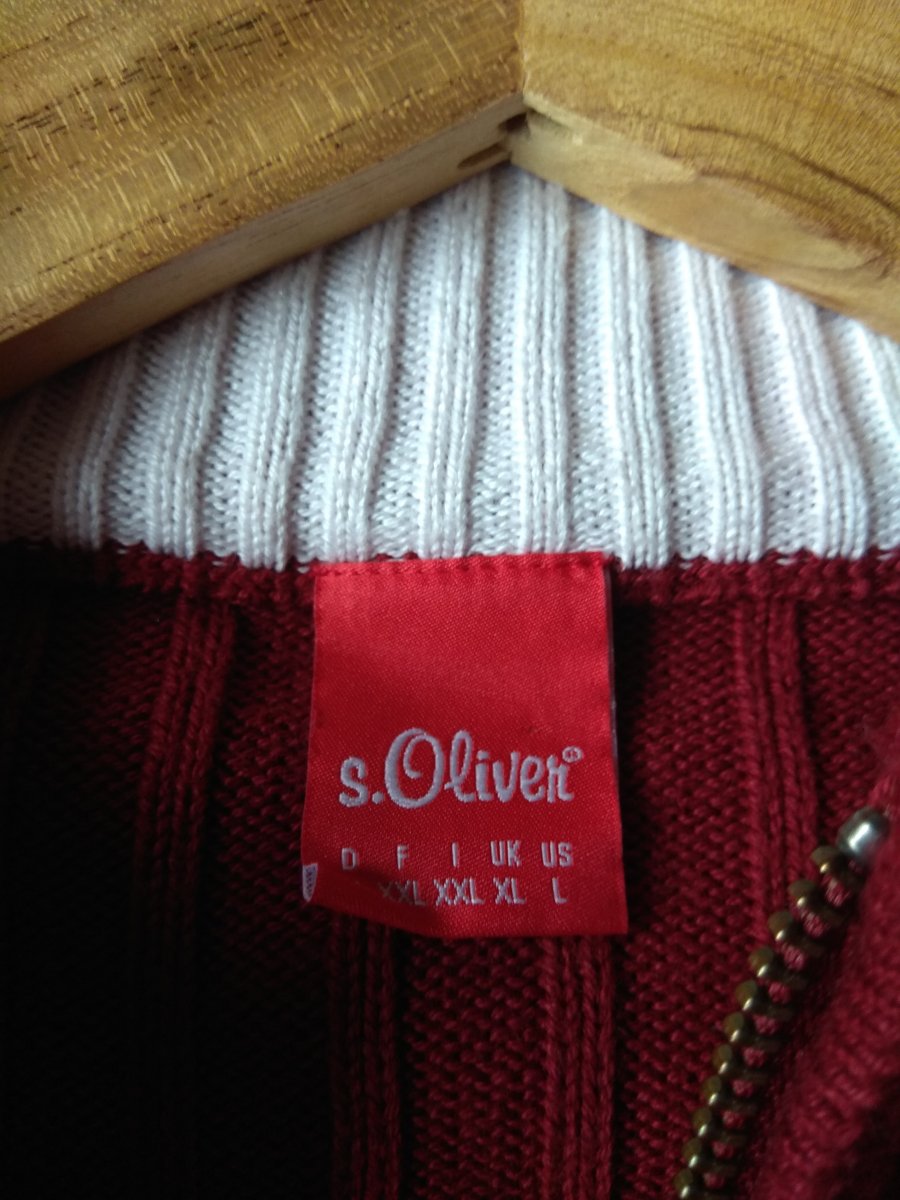 s.Oliver®
D F I UK US
XXL XXL XL L